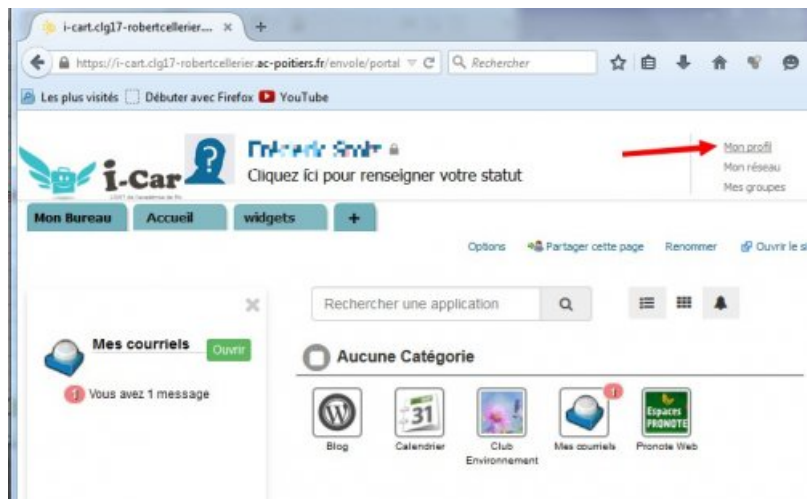 i-cart.clg17-robertcellerier....
https://i-cart.clg17-robertcellerier.ac-poitiers.fr/envole/portal
Rechercher
Les plus visités Débuter avec Firefox YouTube
i-Car
Cliquez ici pour renseigner votre statut
Mon profil
Mon réseau
Mes groupes
Mon Bureau Accueil widgets +
Options Partager cette page Renommer Ouvrir le si
Rechercher une application
Mes courriels Ouvrir
1 Vous avez 1 message
Aucune Catégorie
31
1
Espaces
PRONOTE
Blog Calendrier Club Mes courriels Pronote Web
Environnement